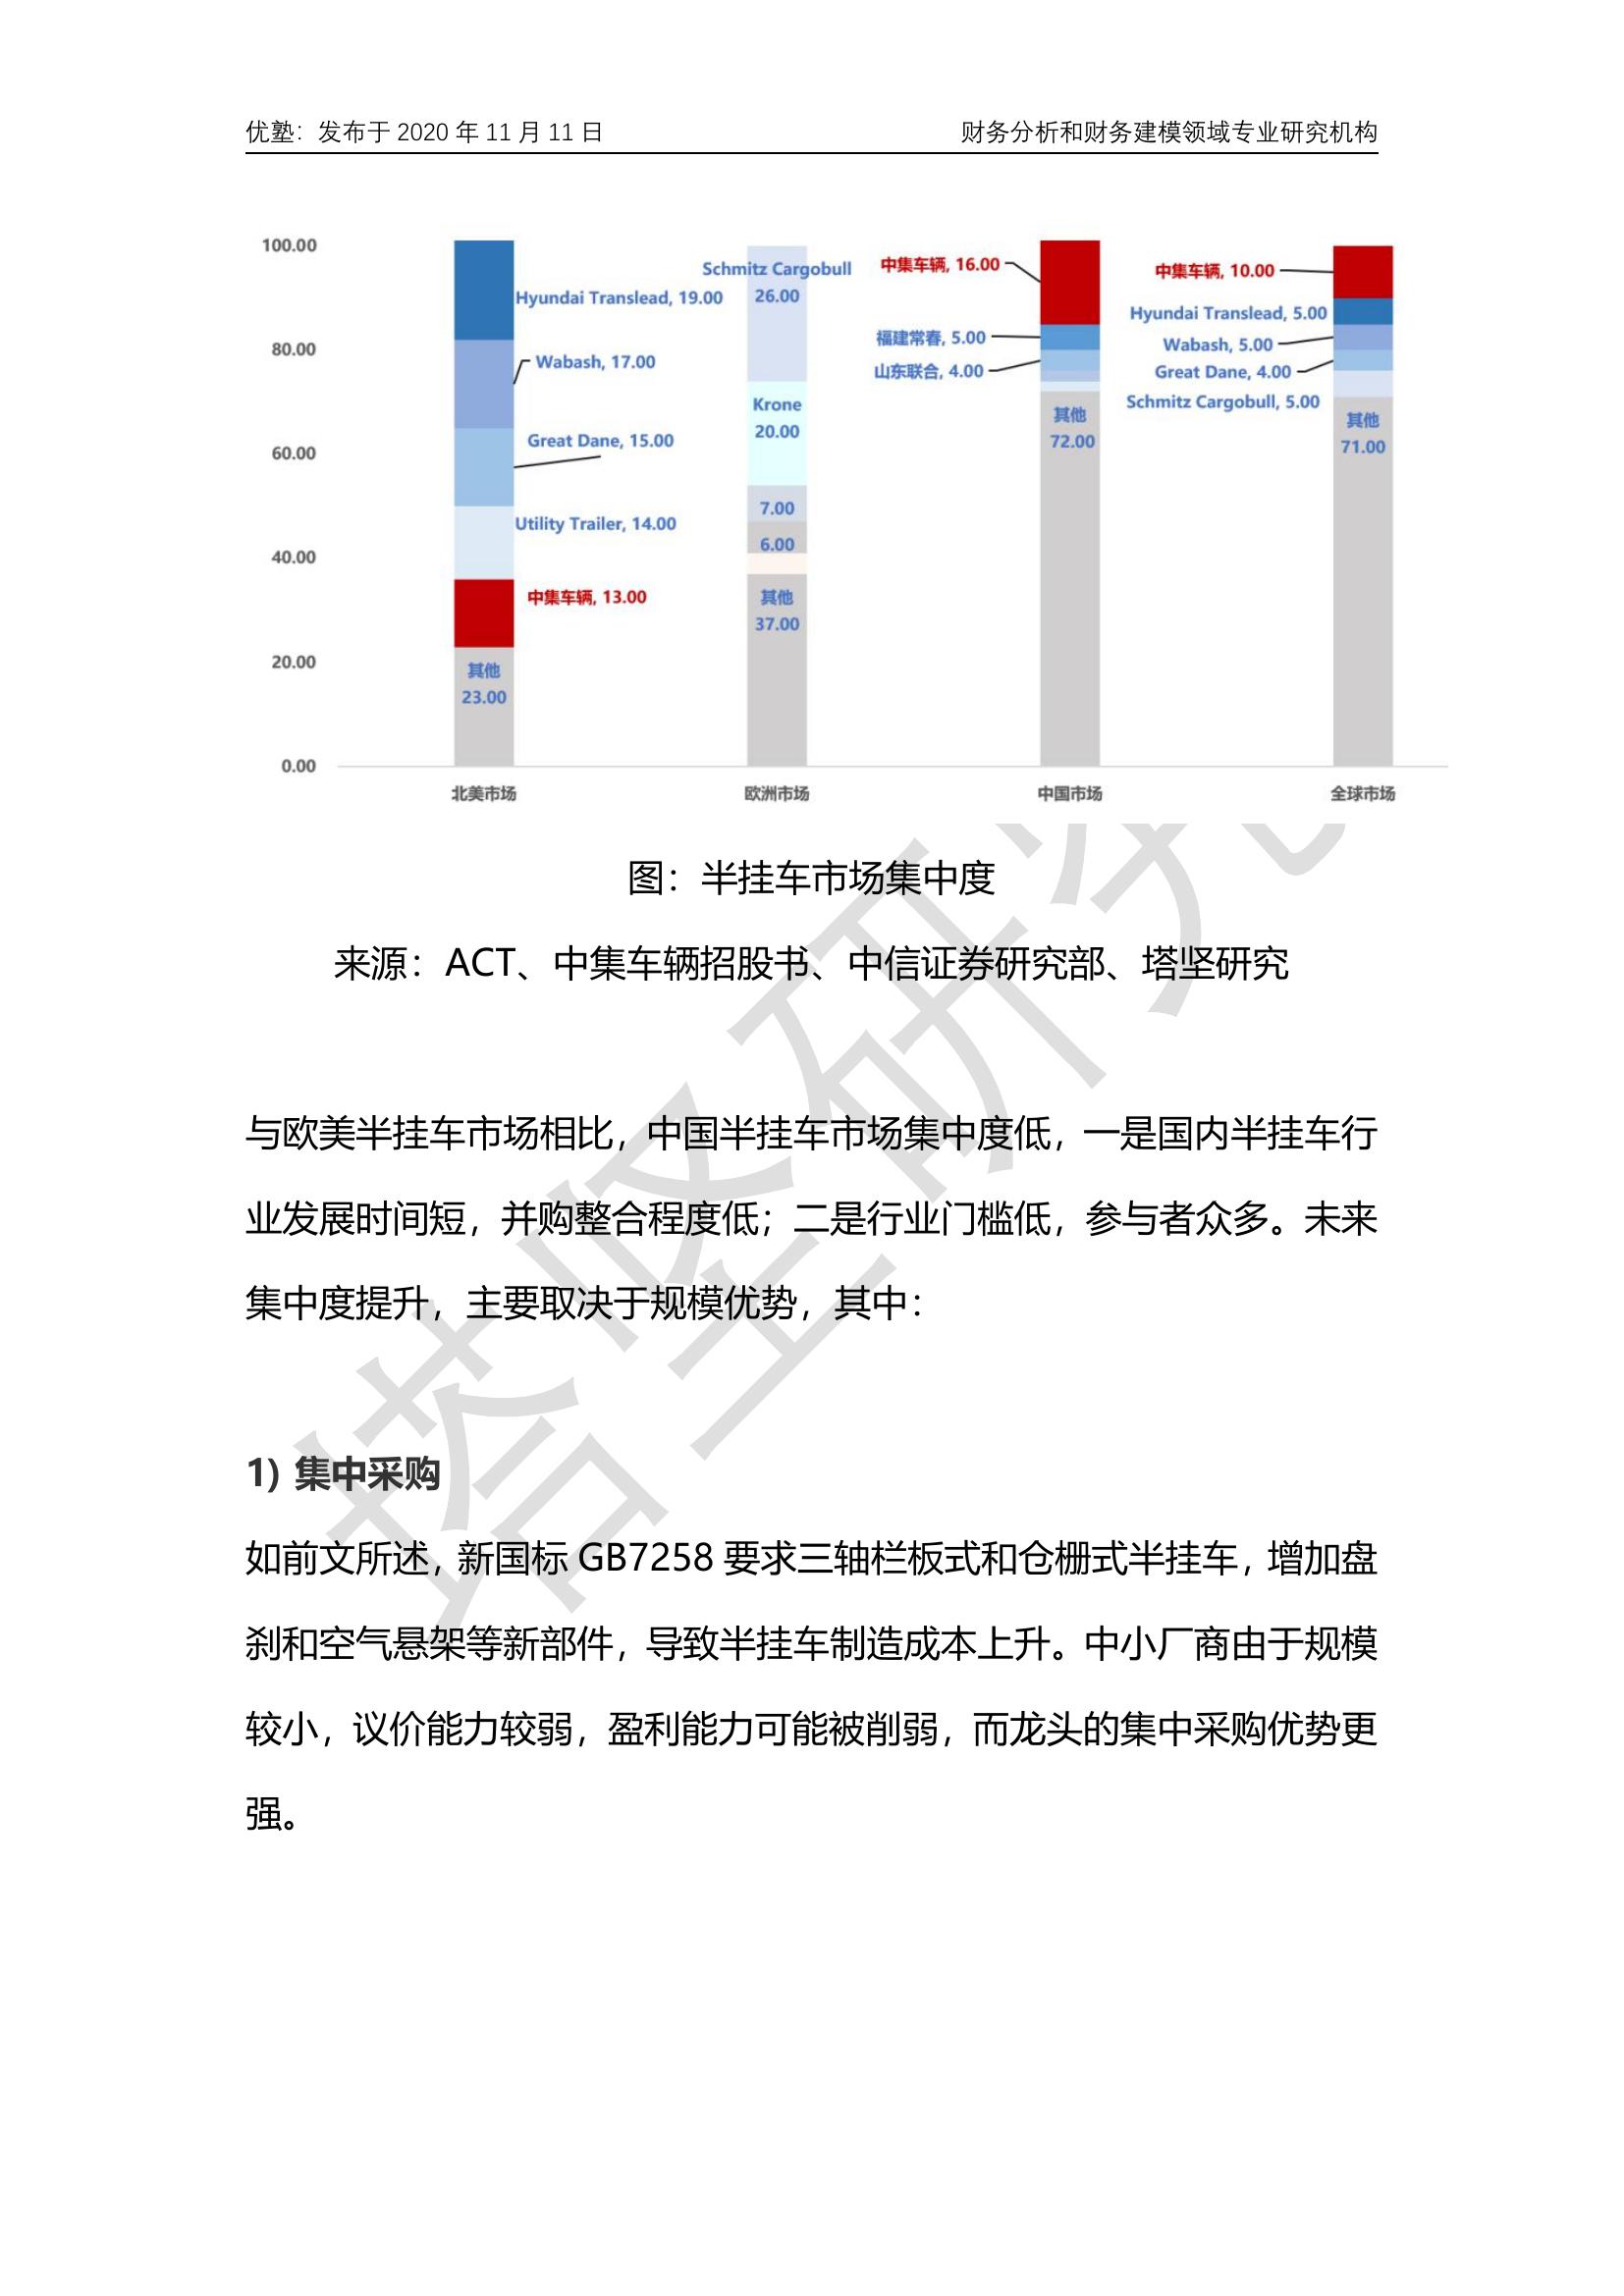 优塾：发布于 2020 年 11 月 11 日 财务分析和财务建模领域专业研究机构
100.00
80.00
60.00
40.00
20.00
0.00
Hyundai Translead, 19.00
Wabash, 17.00
Great Dane, 15.00
Utility Trailer, 14.00
中集车辆, 13.00
其他
23.00
Schmitz Cargobull
26.00
Krone
20.00
7.00
6.00
其他
37.00
中集车辆, 16.00
福建常春, 5.00
山东联合, 4.00
其他
72.00
中集车辆, 10.00
Hyundai Translead, 5.00
Wabash, 5.00
Great Dane, 4.00
Schmitz Cargobull, 5.00
其他
71.00
北美市场 欧洲市场 中国市场 全球市场
图：半挂车市场集中度
来源：ACT、中集车辆招股书、中信证券研究部、塔坚研究
与欧美半挂车市场相比，中国半挂车市场集中度低，一是国内半挂车行
业发展时间短，并购整合程度低；二是行业门槛低，参与者众多。未来
集中度提升，主要取决于规模优势，其中：
1) 集中采购
如前文所述，新国标 GB7258 要求三轴栏板式和仓栅式半挂车，增加盘
刹和空气悬架等新部件，导致半挂车制造成本上升。中小厂商由于规模
较小，议价能力较弱，盈利能力可能被削弱，而龙头的集中采购优势更
强。
塔坚研究